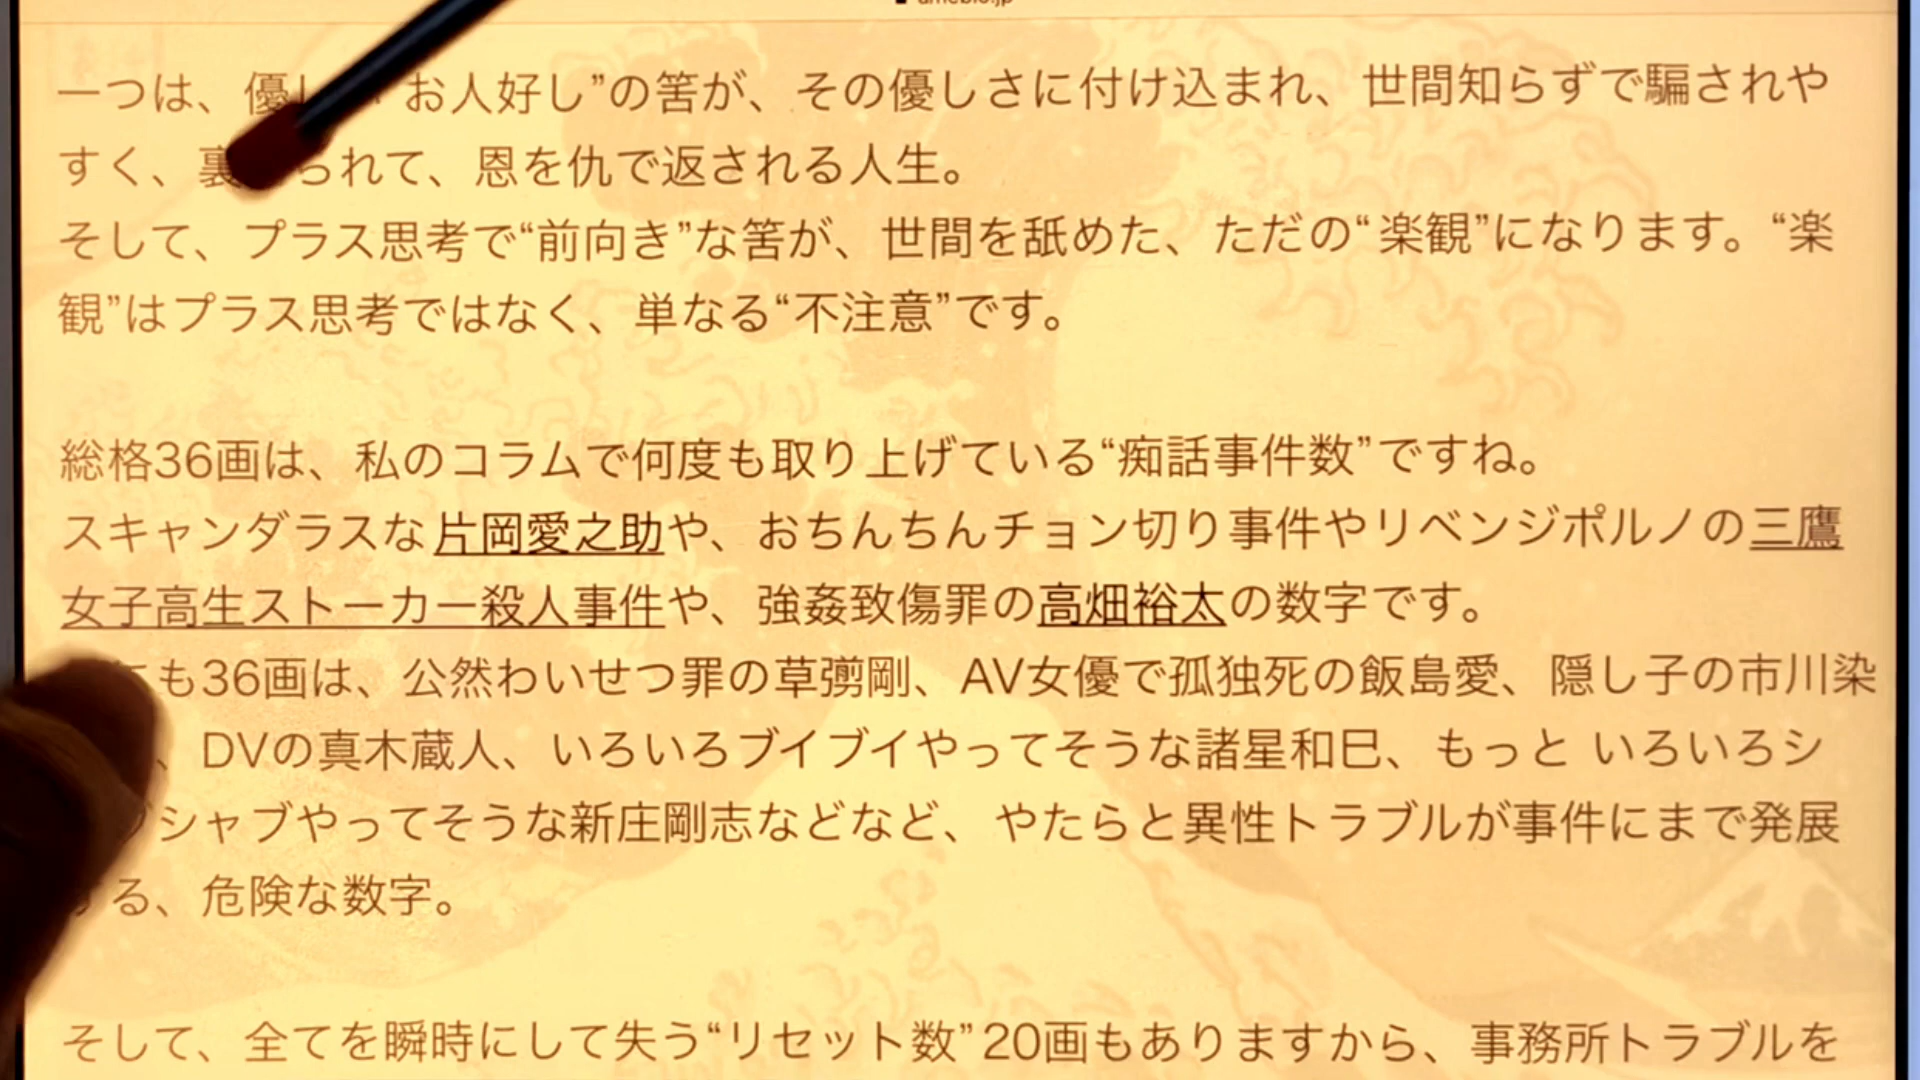 ameblo.jp
一つは、優し お人好し”の筈が、その優しさに付け込まれ、世間知らずで騙されや
すく、裏 られて、恩を仇で返される人生。
そして、プラス思考で“前向き”な筈が、世間を舐めた、ただの“楽観”になります。“楽
観”はプラス思考ではなく、単なる“不注意”です。
総格36画は、私のコラムで何度も取り上げている“痴話事件数”ですね。
スキャンダラスな片岡愛之助や、おちんちんチョン切り事件やリベンジポルノの三鷹
女子高生ストーカー殺人事件や、強姦致傷罪の高畑裕太の数字です。
も36画は、公然わいせつ罪の草彅剛、AV女優で孤独死の飯島愛、隠し子の市川染
、DVの真木蔵人、いろいろブイブイやってそうな諸星和巳、もっと いろいろシ
シャブやってそうな新庄剛志などなど、やたらと異性トラブルが事件にまで発展
る、危険な数字。
そして、全てを瞬時にして失う“リセット数”20画もありますから、事務所トラブルを